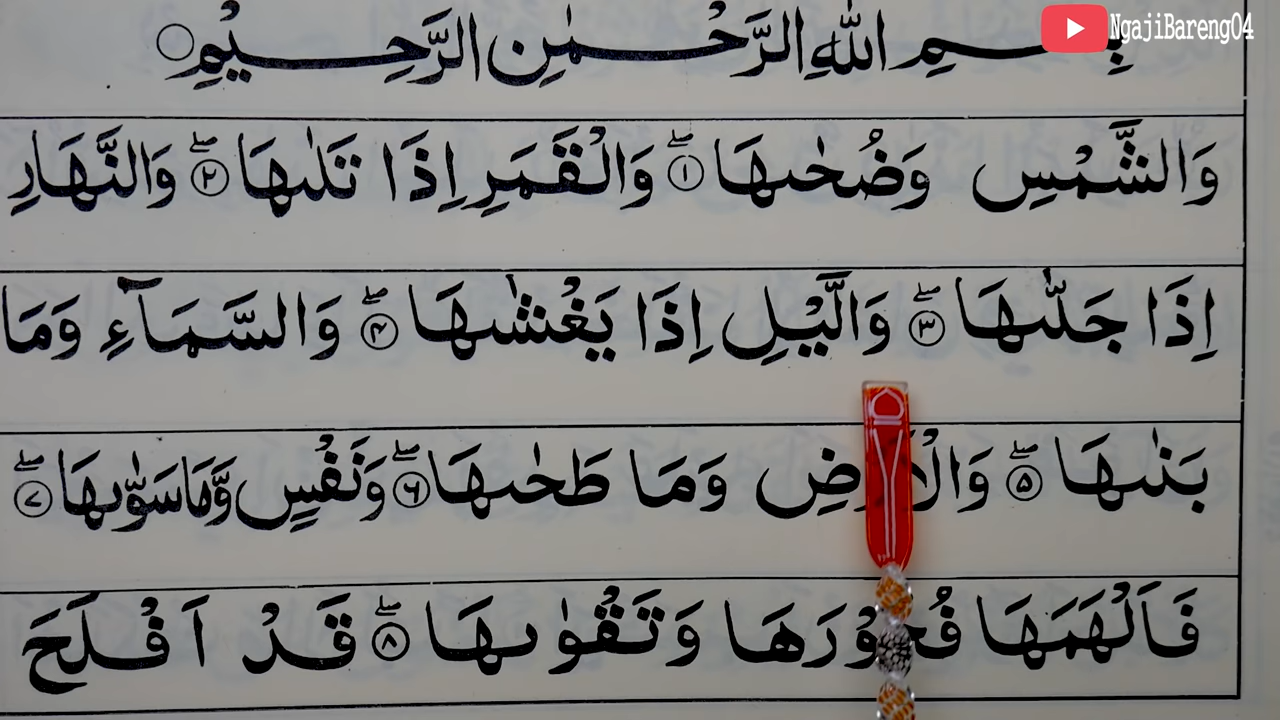 NgajiBareng04
بِسْمِ اللّٰهِ الرَّحْمٰنِ الرَّحِيْمِ
وَالشَّمْسِ وَضُحٰىهَا ۖ ۝١ وَالْقَمَرِ اِذَا تَلٰىهَا ۖ ۝٢ وَالنَّهَارِ
اِذَا جَلّٰىهَا ۖ ۝٣ وَالَّيْلِ اِذَا يَغْشٰىهَا ۖ ۝٤ وَالسَّمَاۤءِ وَمَا
بَنٰىهَا ۖ ۝٥ وَالْاَرْضِ وَمَا طَحٰىهَا ۖ ۝٦ وَنَفْسٍ وَّمَا سَوّٰىهَا ۖ ۝٧
فَاَلْهَمَهَا فُجُوْرَهَا وَتَقْوٰىهَا ۖ ۝٨ قَدْ اَفْلَحَ